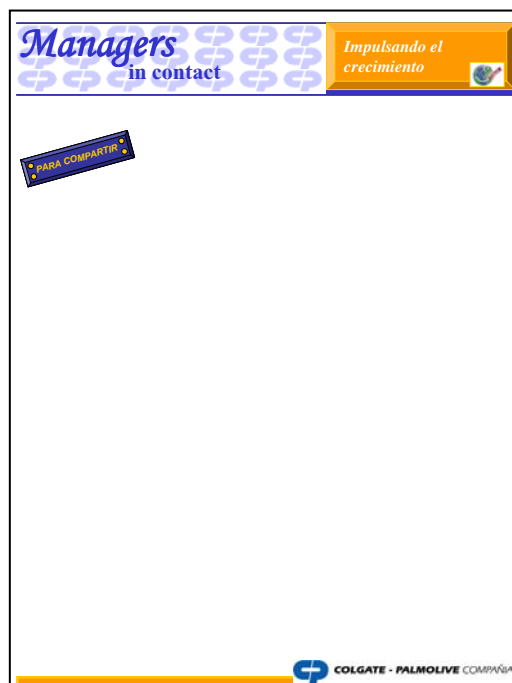 Managers
in contact
Impulsando el
crecimiento
PARA COMPARTIR
COLGATE - PALMOLIVE COMPAÑIA